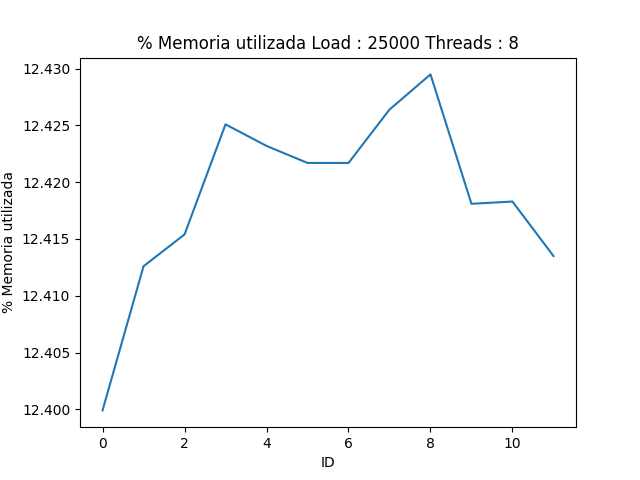 % Memoria utilizada Load : 25000 Threads : 8
% Memoria utilizada
12.430
12.425
12.420
12.415
12.410
12.405
12.400
0 2 4 6 8 10
ID